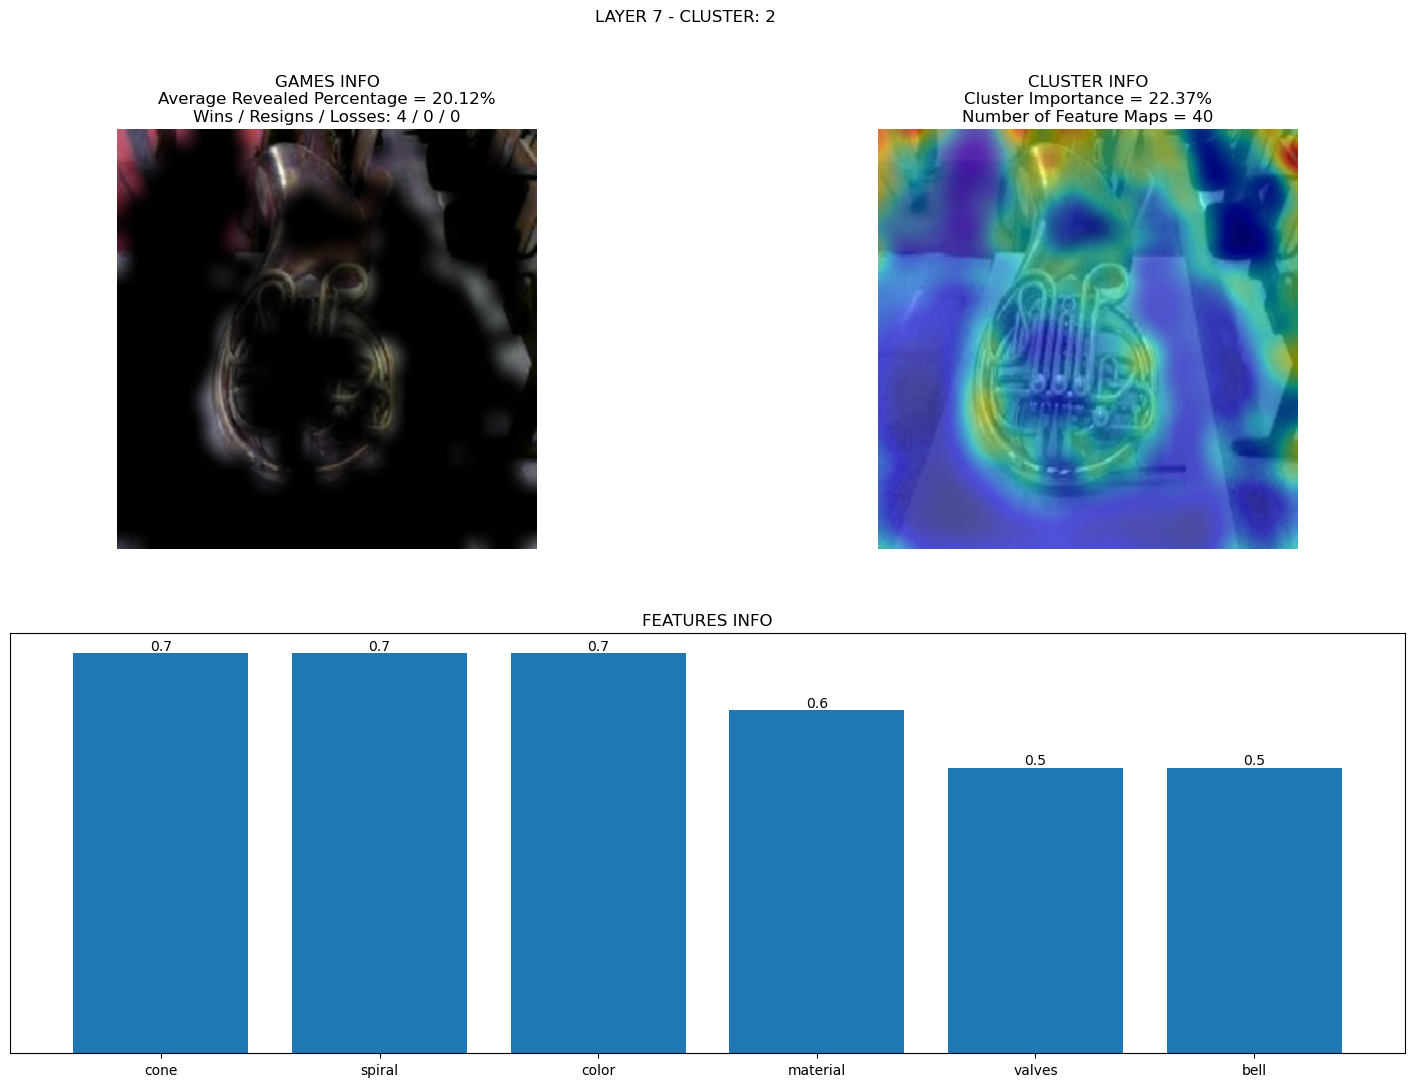 LAYER 7 - CLUSTER: 2
GAMES INFO
Average Revealed Percentage = 20.12%
Wins / Resigns / Losses: 4 / 0 / 0
CLUSTER INFO
Cluster Importance = 22.37%
Number of Feature Maps = 40
FEATURES INFO
0.7 0.7 0.7 0.6 0.5 0.5
cone spiral color material valves bell